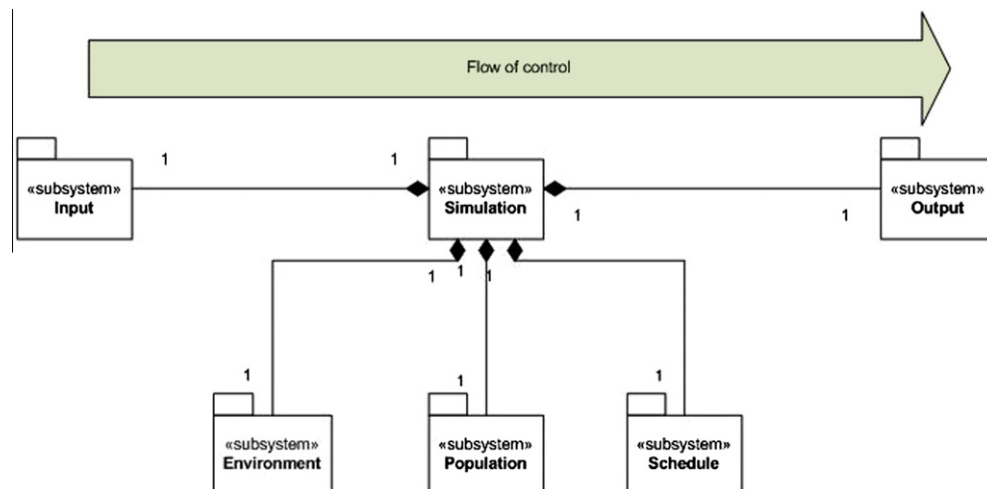 Flow of control
1
1
«subsystem»
Input
«subsystem»
Simulation
«subsystem»
Output
1
1
1
1
1
1
1
1
«subsystem»
Environment
«subsystem»
Population
«subsystem»
Schedule